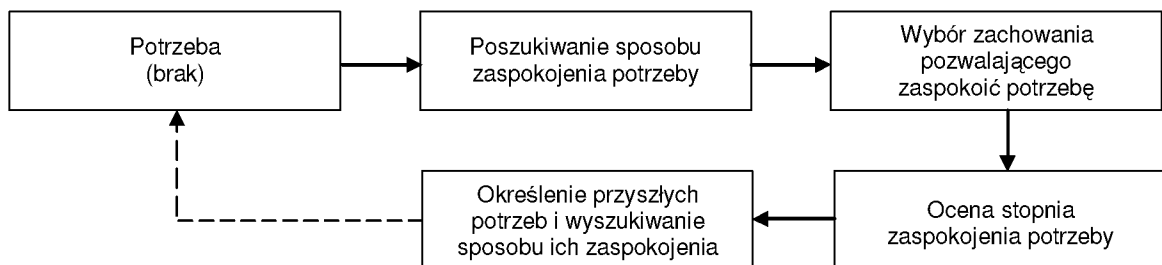 Potrzeba
(brak)
Poszukiwanie sposobu
zaspokojenia potrzeby
Wybór zachowania
pozwalającego
zaspokoić potrzebę
Określenie przyszłych
potrzeb i wyszukiwanie
sposobu ich zaspokojenia
Ocena stopnia
zaspokojenia potrzeby